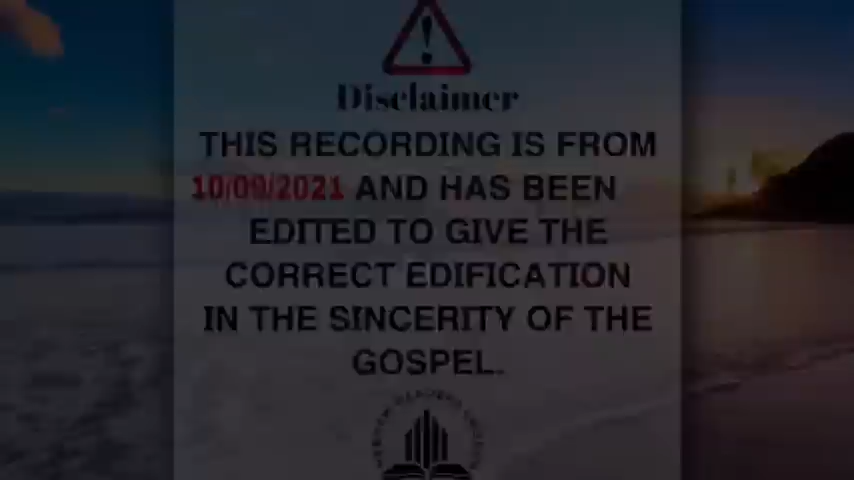 Disclaimer
THIS RECORDING IS FROM
10/09/2021 AND HAS BEEN
EDITED TO GIVE THE
CORRECT EDIFICATION
IN THE SINCERITY OF THE
GOSPEL.